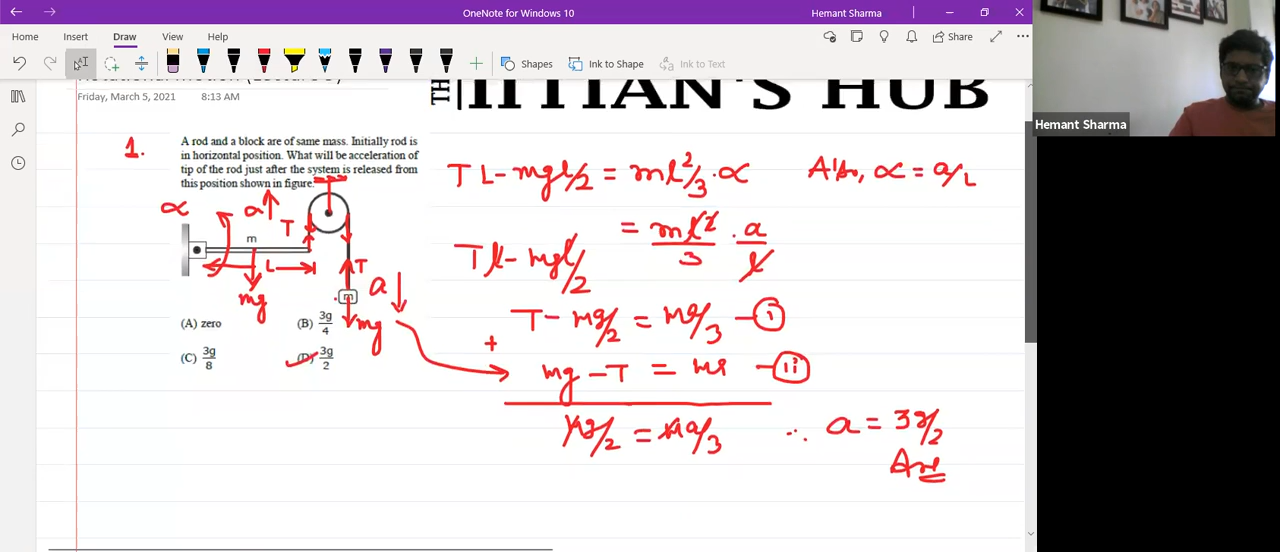 OneNote for Windows 10
Hemant Sharma
Home Insert Draw View Help
Share
Shapes Ink to Shape Ink to Text
Friday, March 5, 2021 8:13 AM
THE IITIAN'S HUB
Hemant Sharma
1.
A rod and a block are of same mass. Initially rod is
in horizontal position. What will be acceleration of
tip of the rod just after the system is released from
this position shown in figure.
α a T
m
L T a
mg m mg
(A) zero (B) 3g/4
(C) 3g/8 (D) 3g/2
TL - mgl/2 = ml²/3 · α Also, α = a/L
Tl - mgl/2 = ml²/3 · a/l
T - mg/2 = ma/3 - (i)
+
mg - T = - (ii)
mg/2 = ma/3 ∴ a = 3g/2
Ans